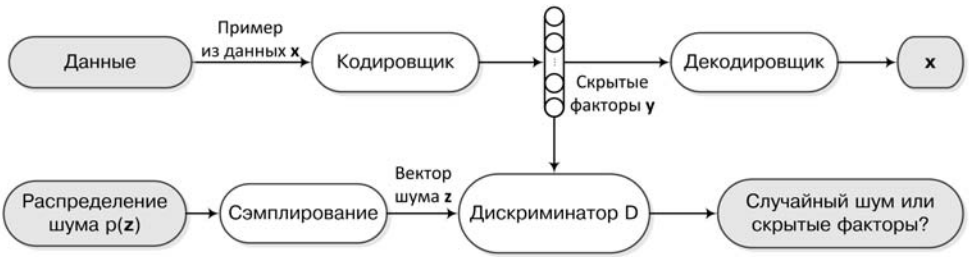 Данные
Пример
из данных x
Кодировщик
Скрытые
факторы y
Декодировщик
x
Распределение
шума p(z)
Сэмплирование
Вектор
шума z
Дискриминатор D
Случайный шум или
скрытые факторы?